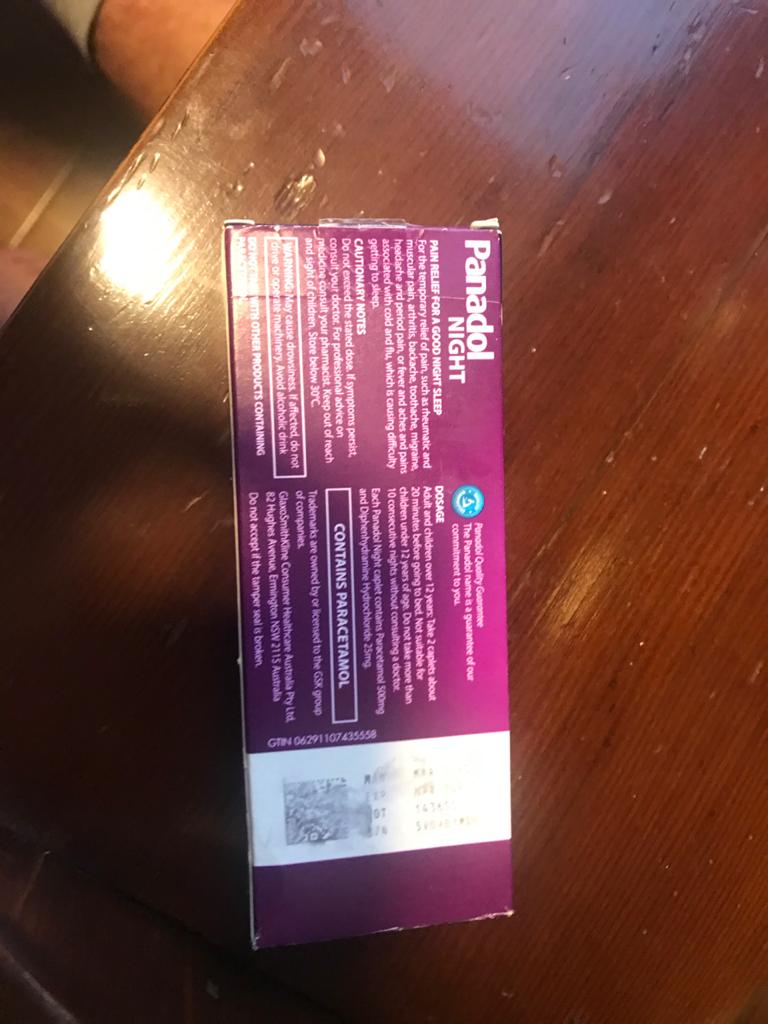 Panadol
NIGHT
PAIN RELIEF FOR A GOOD NIGHT SLEEP
For the temporary relief of pain, such as rheumatic and
muscular pain, arthritis, backache, toothache, migraine,
headache and period pain, or fever and aches and pains
associated with cold and flu, which is causing difficulty
getting to sleep.
CAUTIONARY NOTES
Do not exceed the stated dose. If symptoms persist,
consult your doctor. For professional advice on
medicine consult your pharmacist. Keep out of reach
and sight of children. Store below 30°C.
WARNING: May cause drowsiness. If affected, do not
drive or operate machinery. Avoid alcoholic drink
WITH OTHER PRODUCTS CONTAINING
Panadol Quality Guarantee
The Panadol name is a guarantee of our
commitment to you.
DOSAGE
Adult and children over 12 years: Take 2 caplets about
20 minutes before going to bed. Not suitable for
children under 12 years of age. Do not take more than
10 consecutive nights without consulting a doctor.
Each Panadol Night caplet contains Paracetamol 500mg
and Diphenhydramine Hydrochloride 25mg.
CONTAINS PARACETAMOL
Trademarks are owned by or licensed to the GSK group
of companies.
GlaxoSmithKline Consumer Healthcare Australia Pty Ltd,
82 Hughes Avenue, Ermington NSW 2115 Australia
Do not accept if the tamper seal is broken.
GTIN 06291107435558